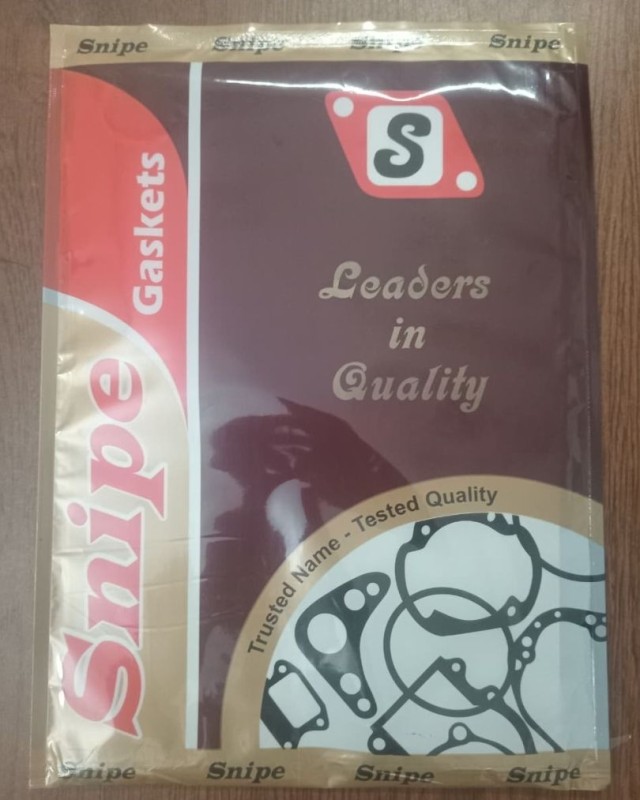 Snipe Snipe Snipe Snipe
S
Gaskets
Snipe
Leaders
in
Quality
Trusted Name - Tested Quality
Snipe Snipe Snipe Snipe